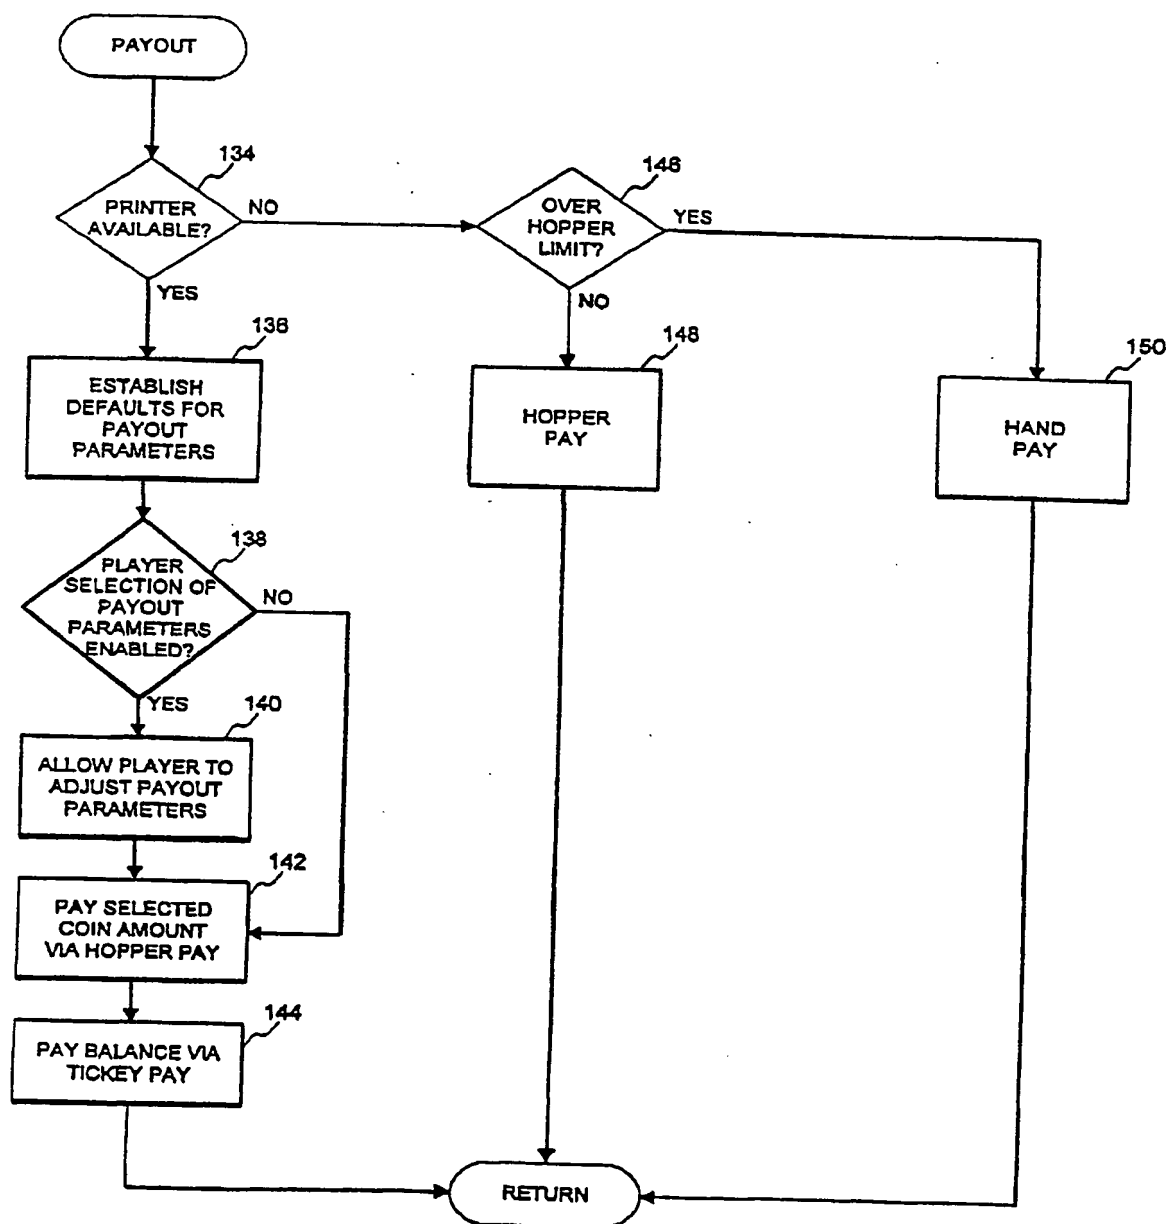 PAYOUT
134
PRINTER
AVAILABLE?
NO
YES
146
OVER
HOPPER
LIMIT?
YES
NO
136
ESTABLISH
DEFAULTS FOR
PAYOUT
PARAMETERS
148
HOPPER
PAY
150
HAND
PAY
138
PLAYER
SELECTION OF
PAYOUT
PARAMETERS
ENABLED?
NO
YES
140
ALLOW PLAYER TO
ADJUST PAYOUT
PARAMETERS
142
PAY SELECTED
COIN AMOUNT
VIA HOPPER PAY
144
PAY BALANCE VIA
TICKEY PAY
RETURN